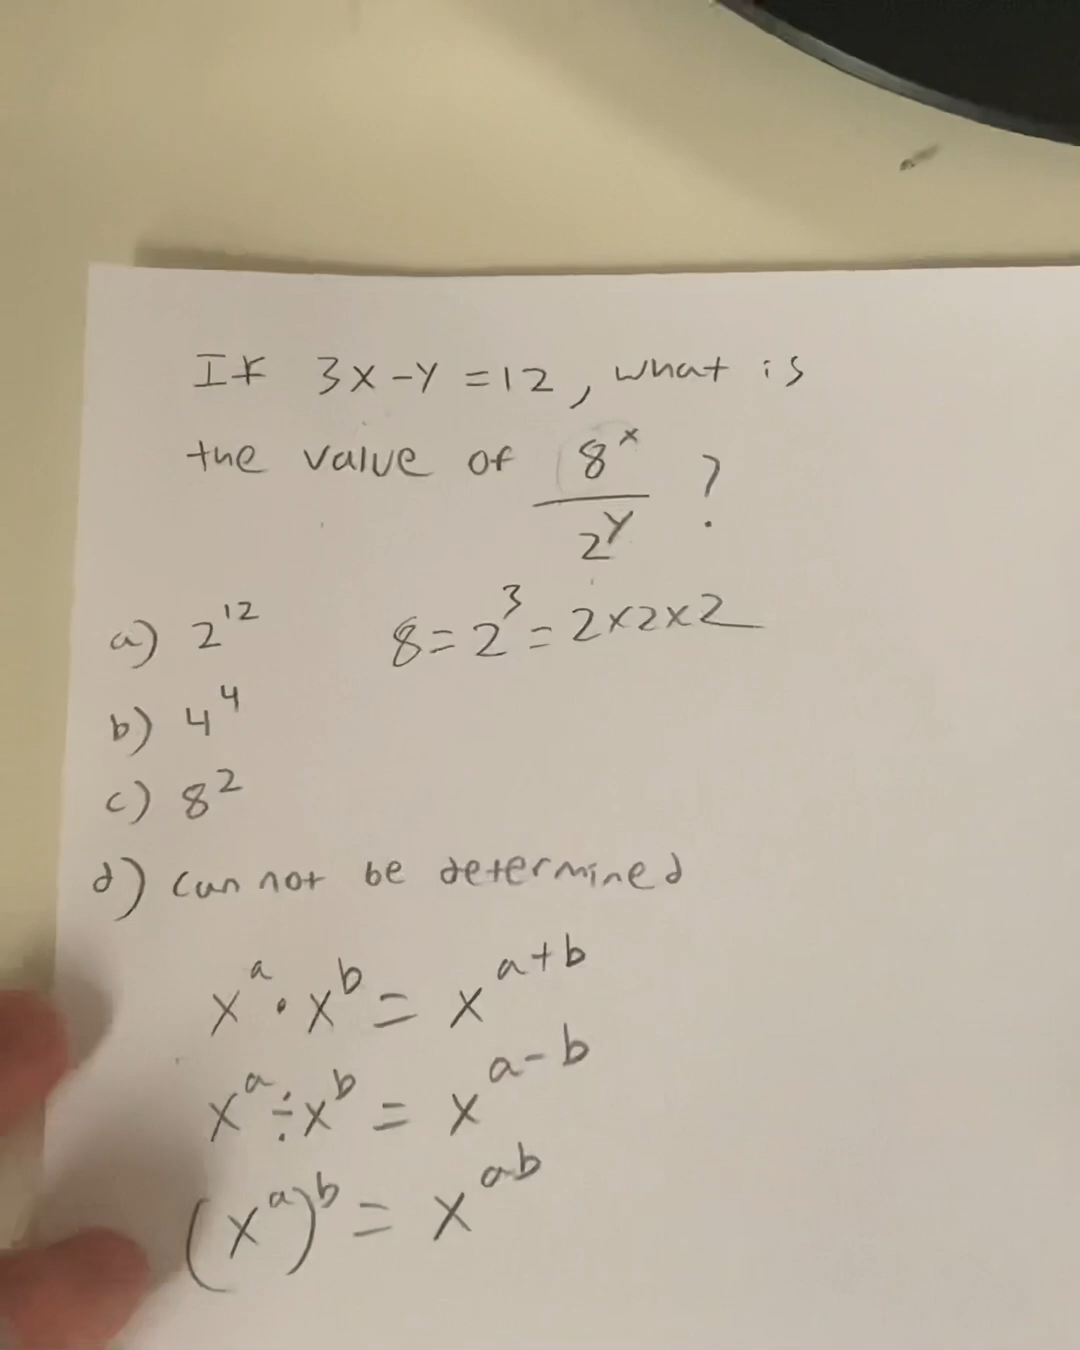 If 3x-y=12, what is
the value of 8^x/2^y ?
a) 2^12 8=2^3=2×2×2
b) 4^4
c) 8^2
d) can not be determined
x^a · x^b = x^(a+b)
x^a ÷ x^b = x^(a-b)
(x^a)^b = x^(ab)